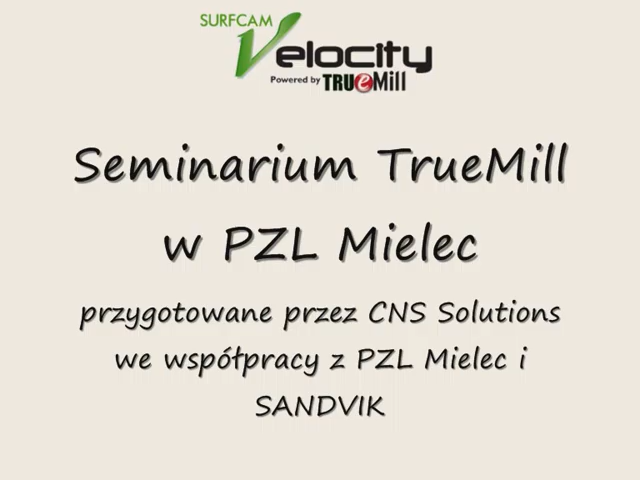 SURFCAM
Velocity
Powered by TRUeMill
Seminarium TrueMill
w PZL Mielec
przygotowane przez CNS Solutions
we współpracy z PZL Mielec i
SANDVIK